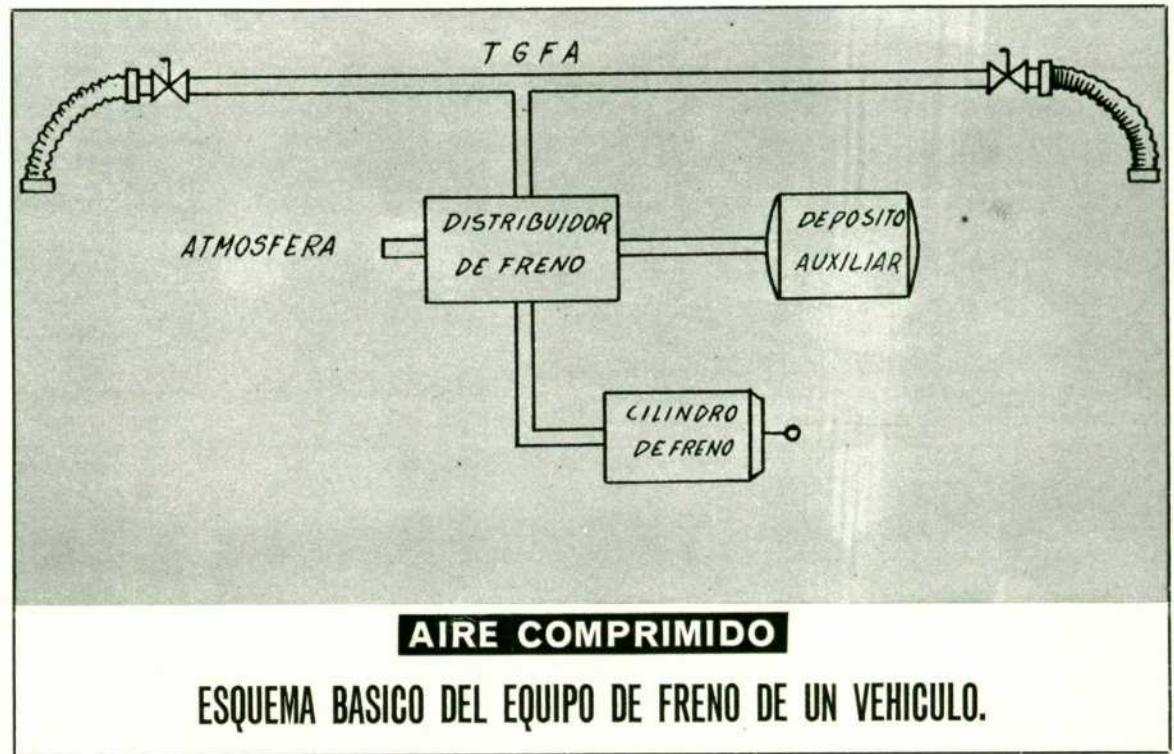 TGFA
ATMOSFERA
DISTRIBUIDOR
DE FRENO
DEPOSITO
AUXILIAR
CILINDRO
DE FRENO
AIRE COMPRIMIDO
ESQUEMA BASICO DEL EQUIPO DE FRENO DE UN VEHICULO.